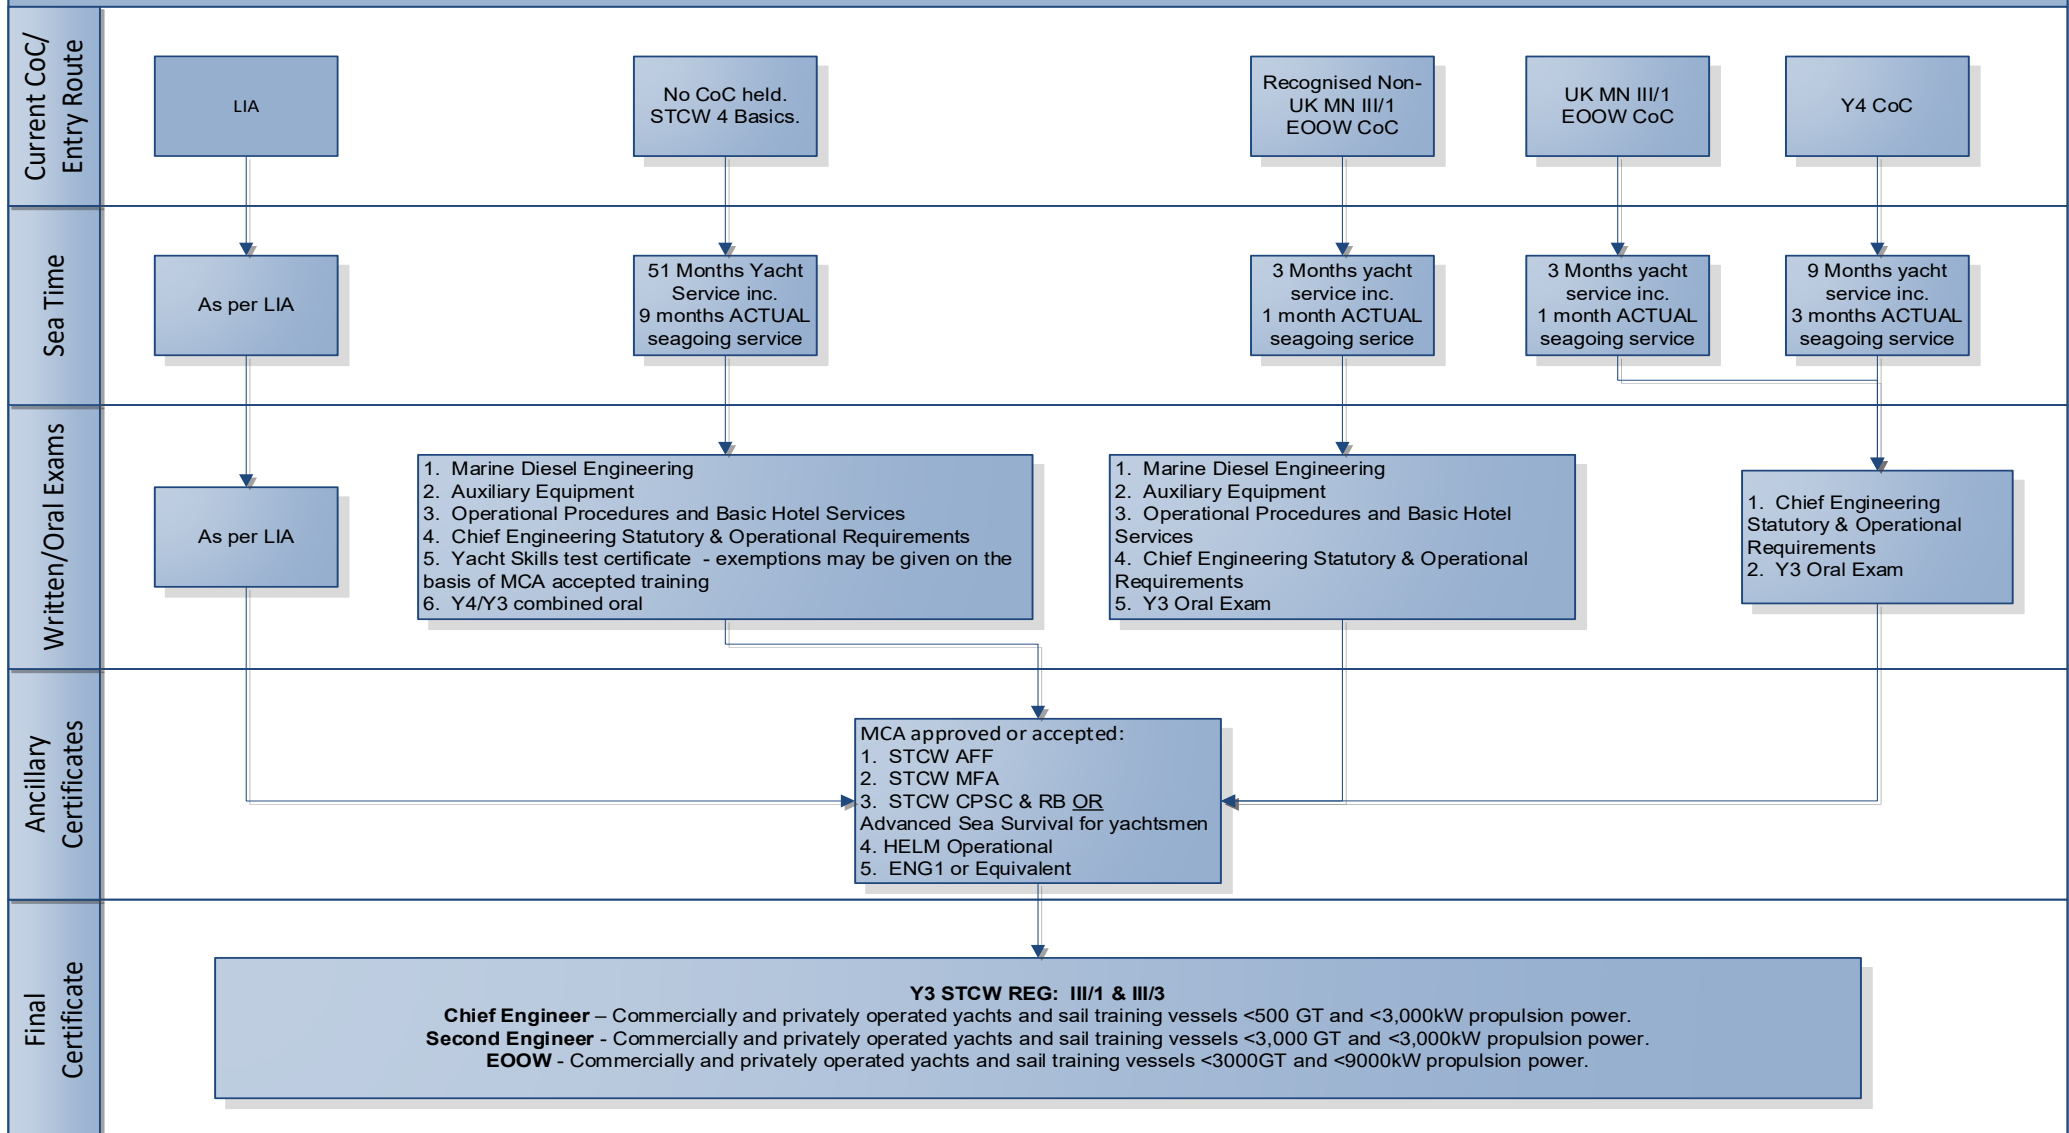 Current CoC/
Entry Route
LIA
No CoC held.
STCW 4 Basics.
Recognised Non-
UK MN III/1
EOOW CoC
UK MN III/1
EOOW CoC
Y4 CoC
Sea Time
As per LIA
51 Months Yacht
Service inc.
9 months ACTUAL
seagoing service
3 Months yacht
service inc.
1 month ACTUAL
seagoing serice
3 Months yacht
service inc.
1 month ACTUAL
seagoing service
9 Months yacht
service inc.
3 months ACTUAL
seagoing service
Written/Oral Exams
As per LIA
1. Marine Diesel Engineering
2. Auxiliary Equipment
3. Operational Procedures and Basic Hotel Services
4. Chief Engineering Statutory & Operational Requirements
5. Yacht Skills test certificate - exemptions may be given on the
basis of MCA accepted training
6. Y4/Y3 combined oral
1. Marine Diesel Engineering
2. Auxiliary Equipment
3. Operational Procedures and Basic Hotel
Services
4. Chief Engineering Statutory & Operational
Requirements
5. Y3 Oral Exam
1. Chief Engineering
Statutory & Operational
Requirements
2. Y3 Oral Exam
Ancillary
Certificates
MCA approved or accepted:
1. STCW AFF
2. STCW MFA
3. STCW CPSC & RB OR
Advanced Sea Survival for yachtsmen
4. HELM Operational
5. ENG1 or Equivalent
Final
Certificate
Y3 STCW REG: III/1 & III/3
Chief Engineer – Commercially and privately operated yachts and sail training vessels <500 GT and <3,000kW propulsion power.
Second Engineer - Commercially and privately operated yachts and sail training vessels <3,000 GT and <3,000kW propulsion power.
EOOW - Commercially and privately operated yachts and sail training vessels <3000GT and <9000kW propulsion power.